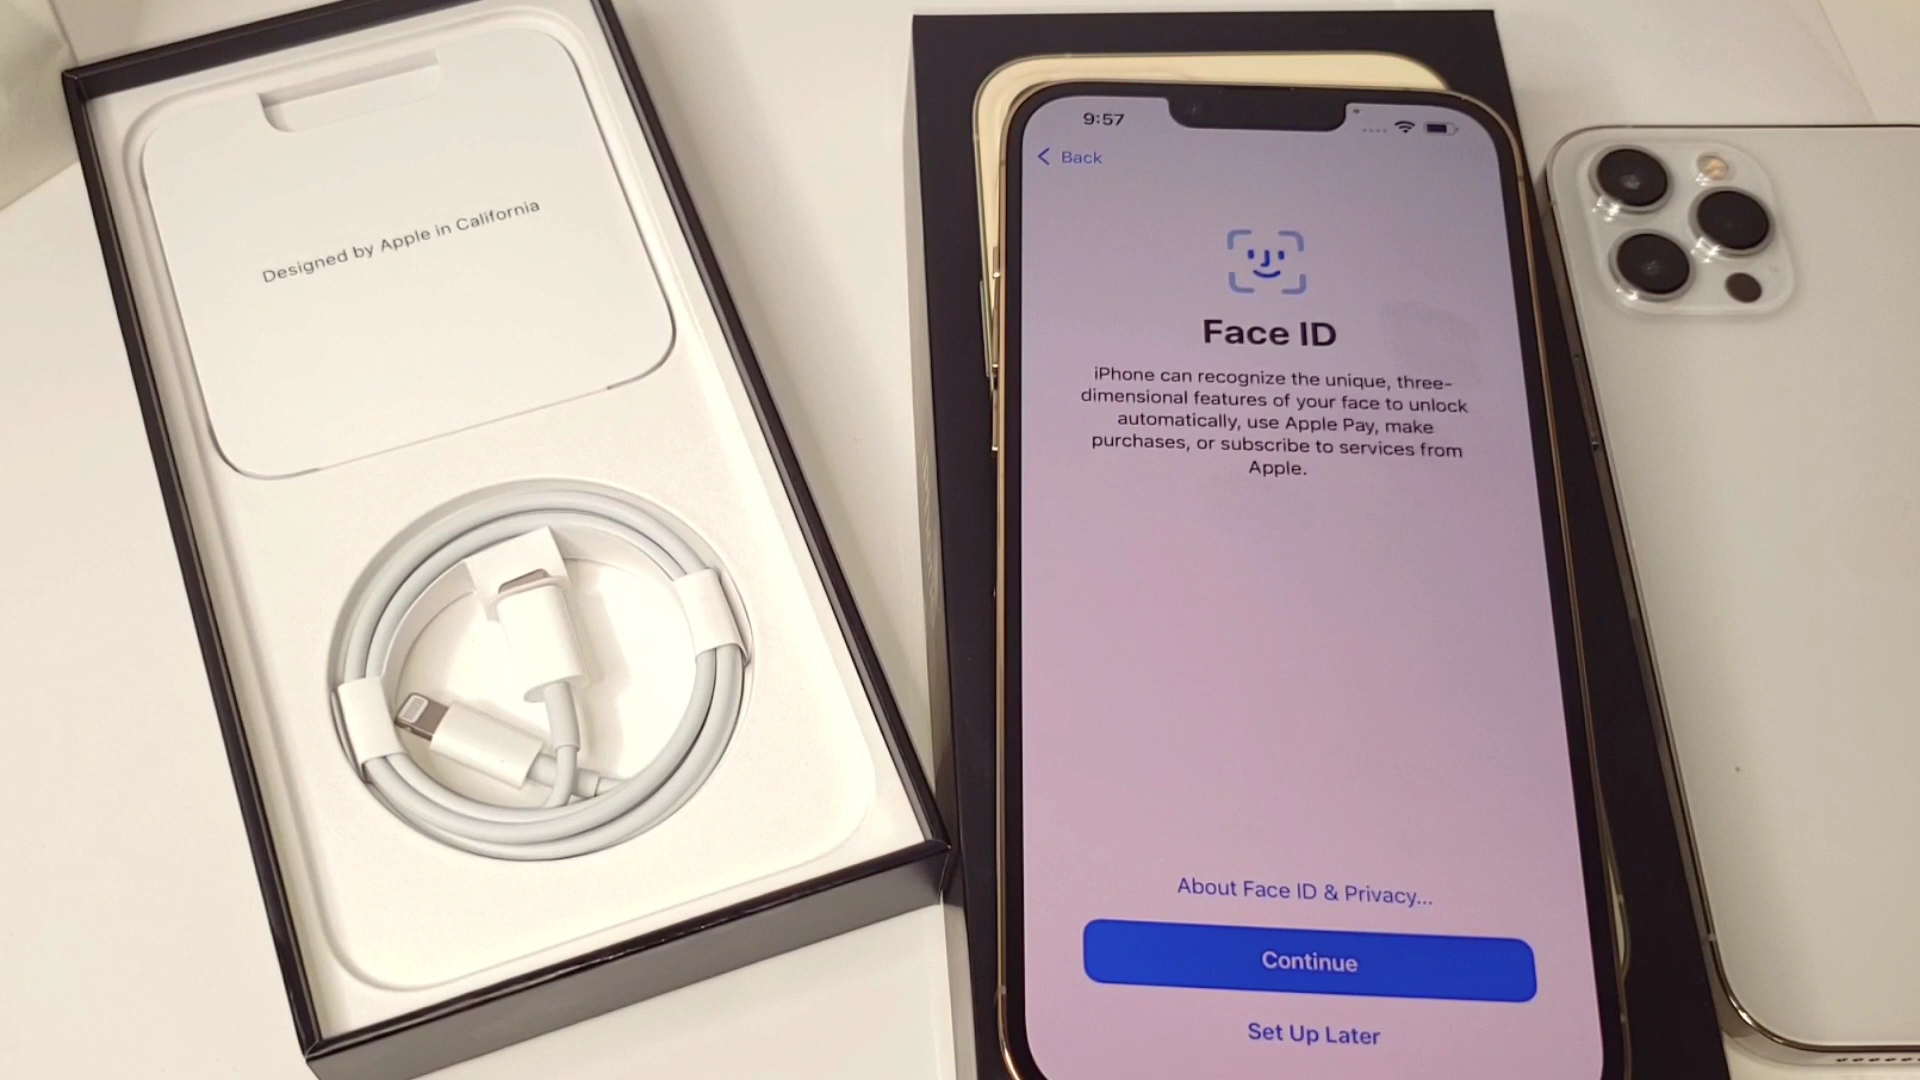 Designed by Apple in California
9:57
Back
Face ID
iPhone can recognize the unique, three-
dimensional features of your face to unlock
automatically, use Apple Pay, make
purchases, or subscribe to services from
Apple.
About Face ID & Privacy...
Continue
Set Up Later